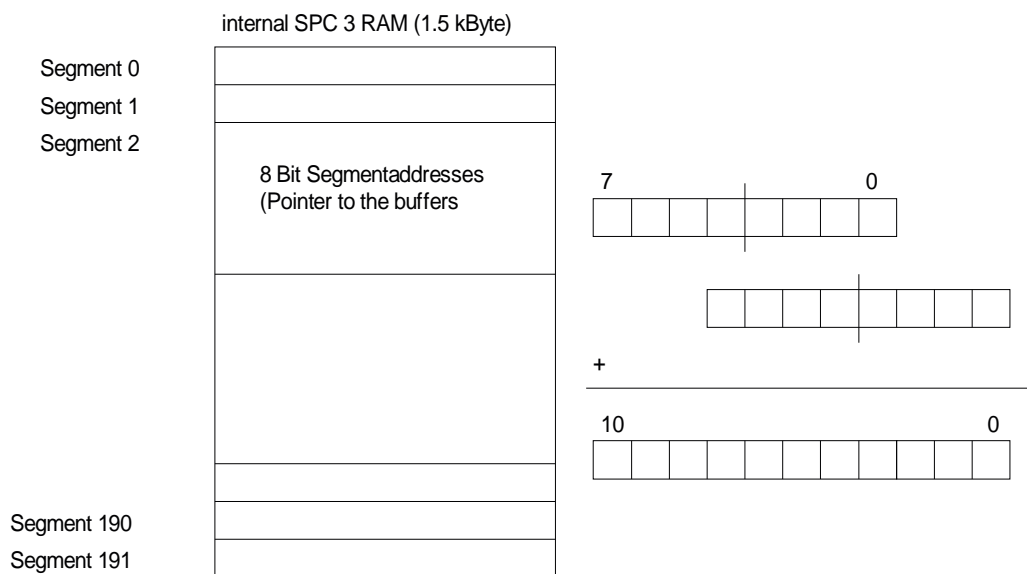 internal SPC 3 RAM (1.5 kByte)
Segment 0
Segment 1
Segment 2
8 Bit Segmentaddresses
(Pointer to the buffers
7 0
+
10 0
Segment 190
Segment 191